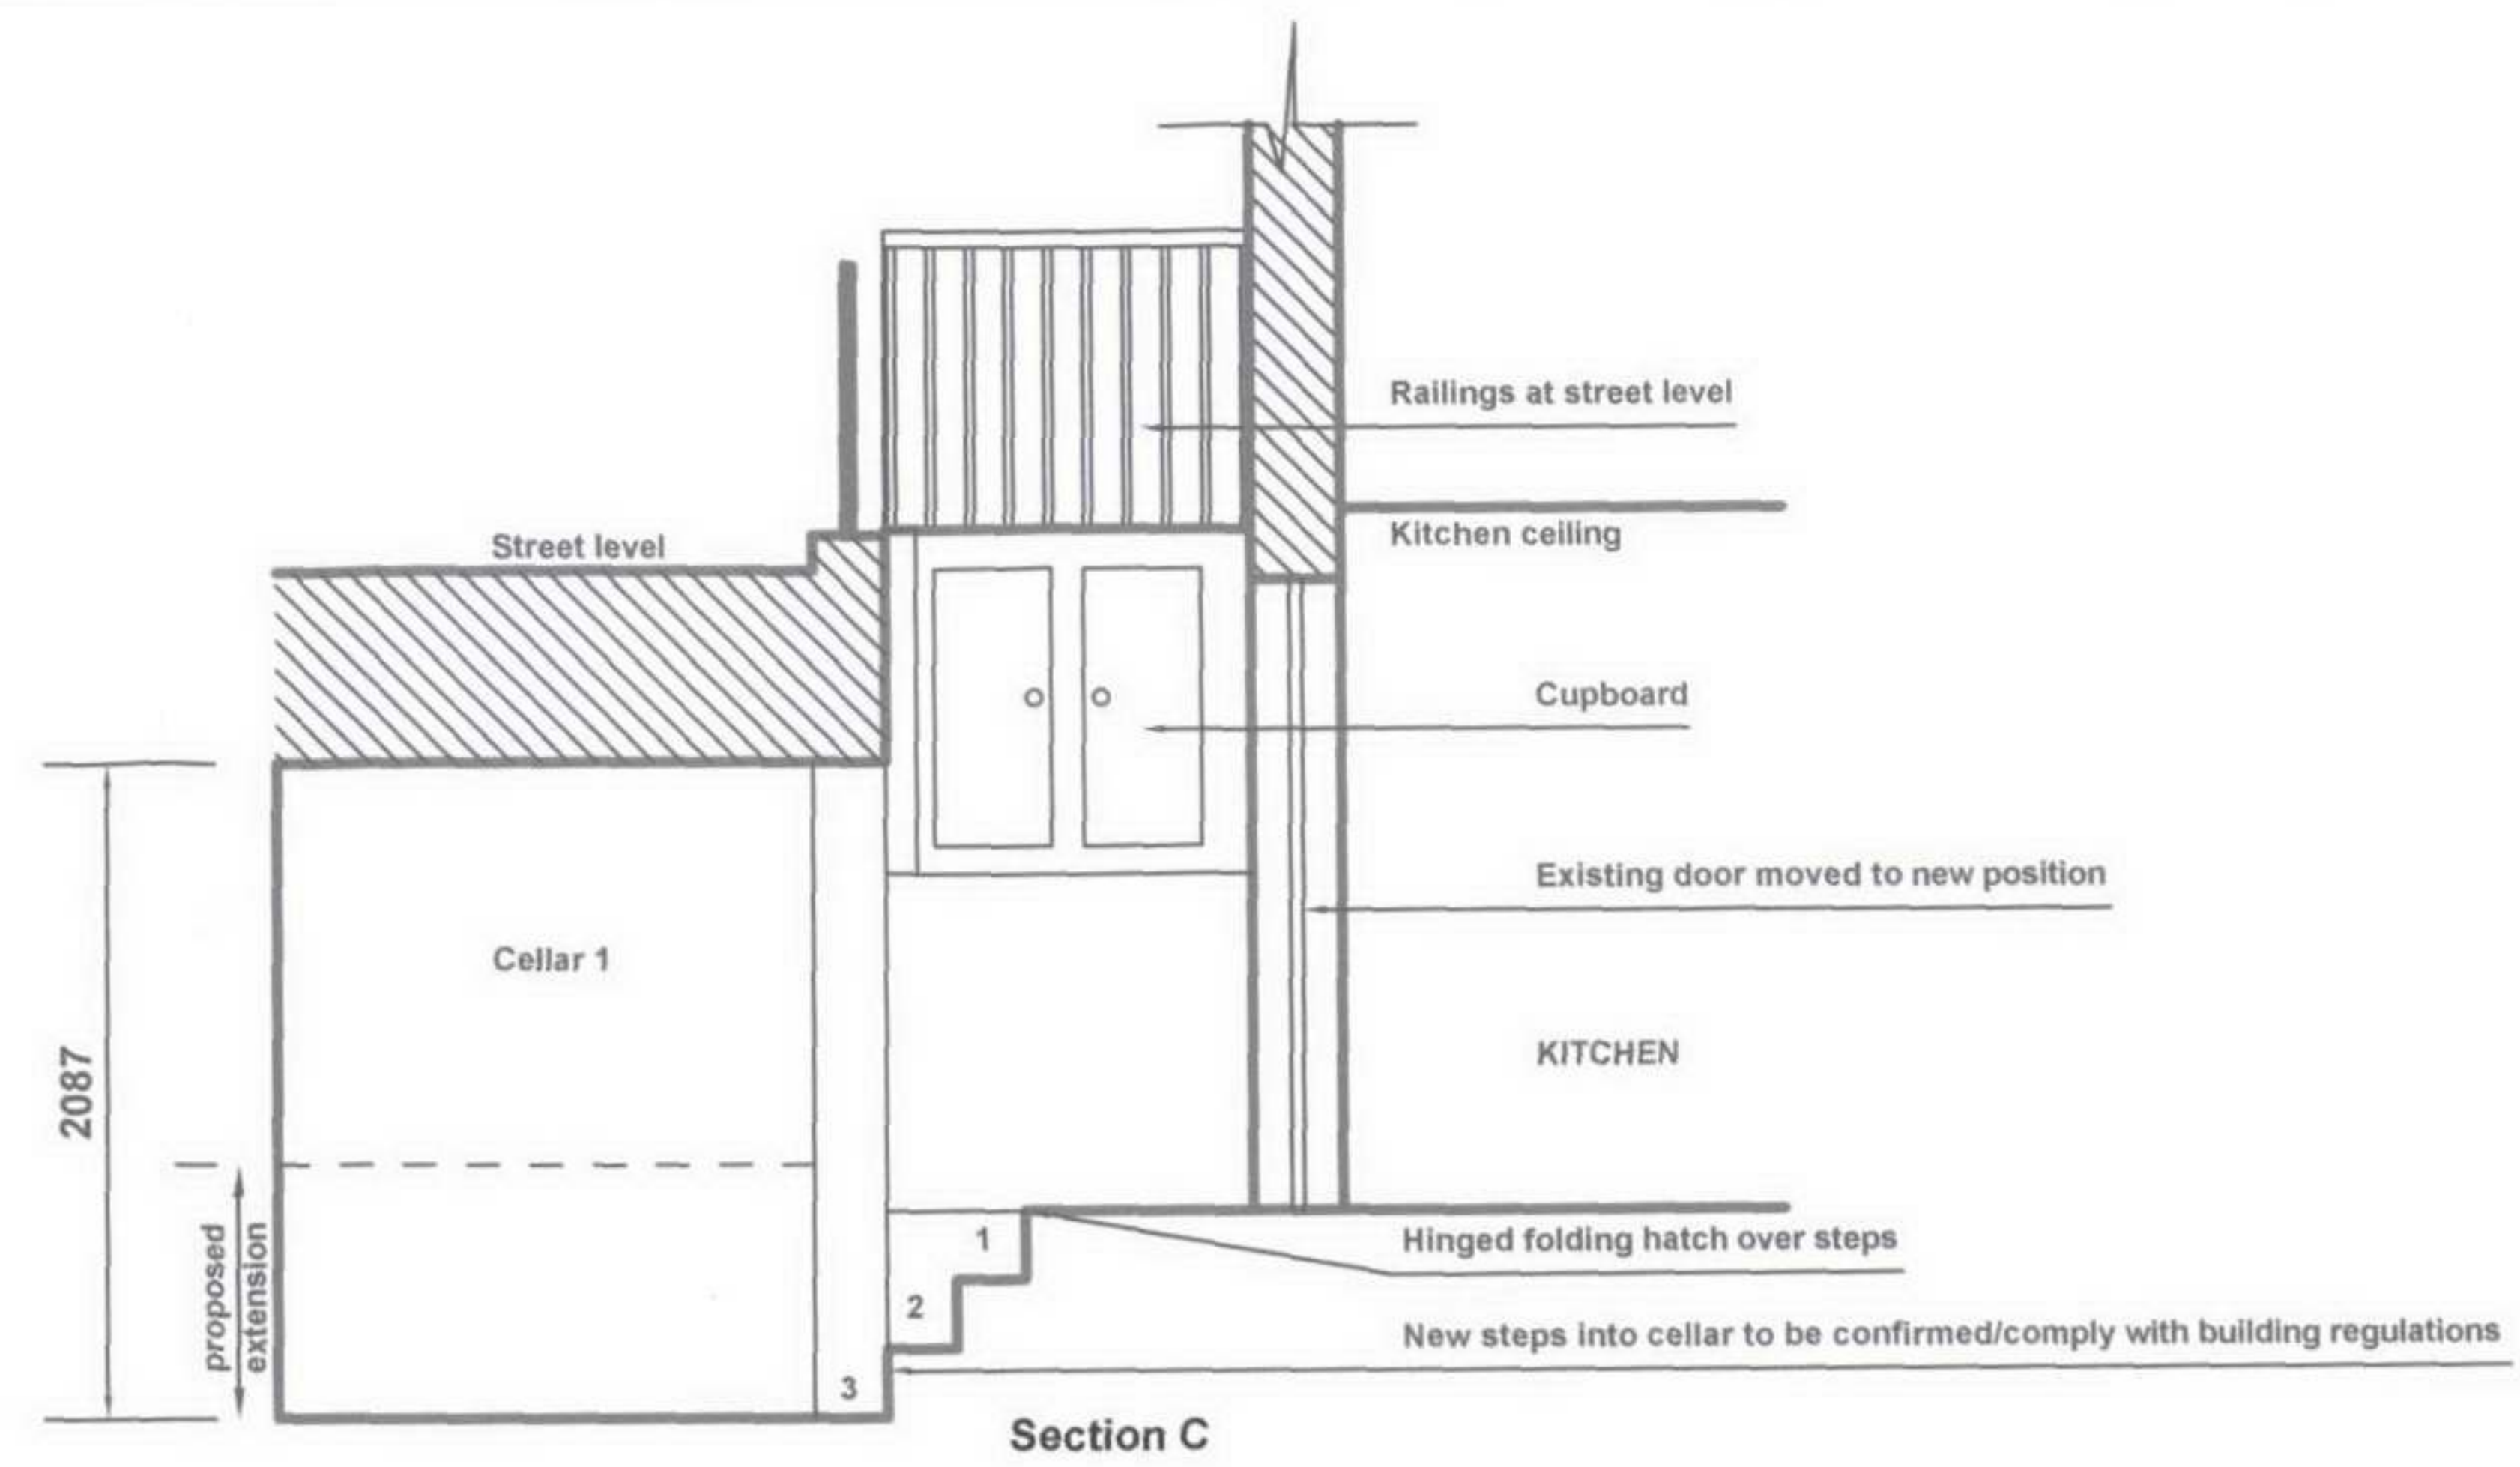 Railings at street level
Kitchen ceiling
Street level
Cupboard
Existing door moved to new position
Cellar 1
2087
KITCHEN
proposed
extension
1
Hinged folding hatch over steps
2
New steps into cellar to be confirmed/comply with building regulations
3
Section C